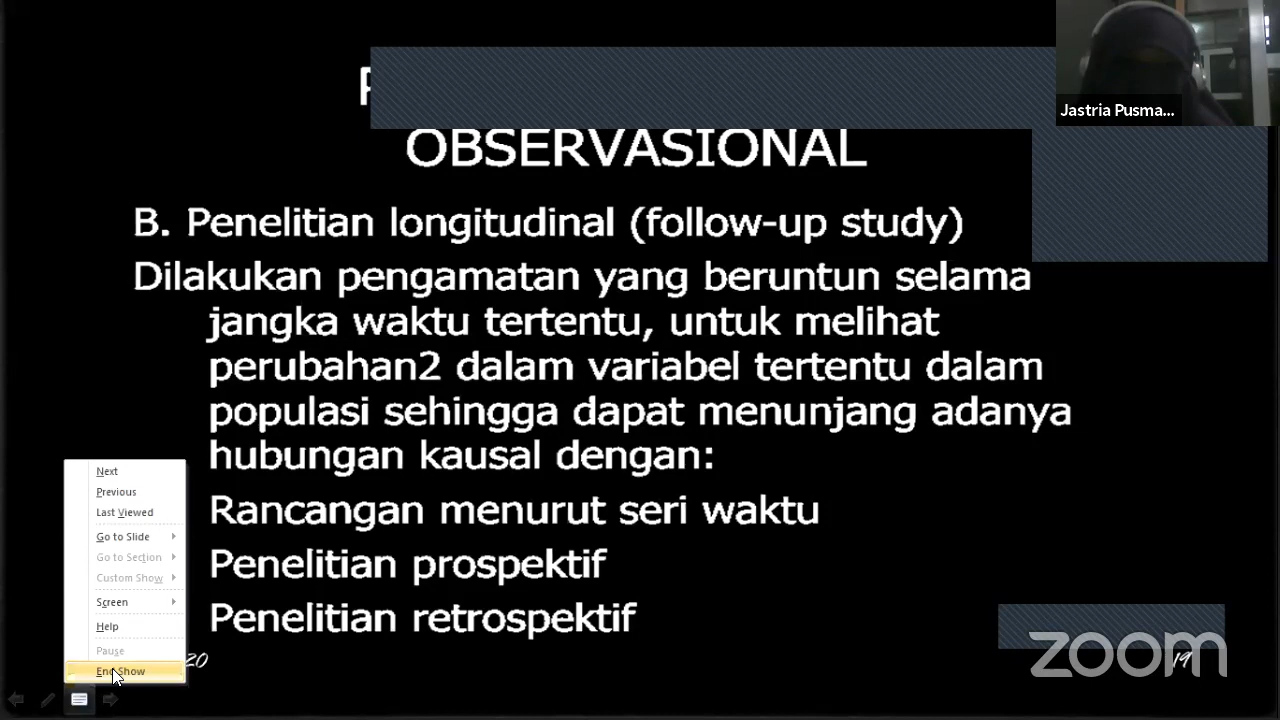 Jastria Pusma...
OBSERVASIONAL
B. Penelitian longitudinal (follow-up study)
Dilakukan pengamatan yang beruntun selama
jangka waktu tertentu, untuk melihat
perubahan2 dalam variabel tertentu dalam
populasi sehingga dapat menunjang adanya
hubungan kausal dengan:
Rancangan menurut seri waktu
Penelitian prospektif
Penelitian retrospektif
Next
Previous
Last Viewed
Go to Slide
Go to Section
Custom Show
Screen
Help
Pause
End Show
20
19
zoom